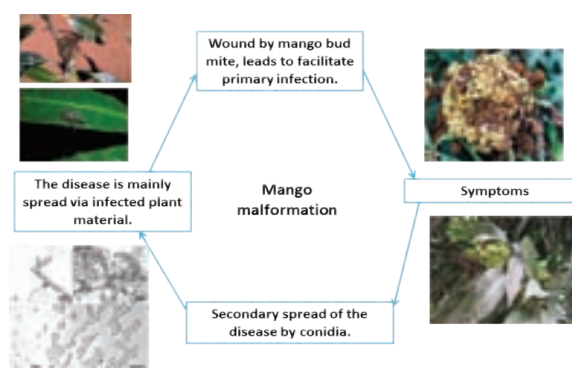 Wound by mango bud
mite, leads to facilitate
primary infection.
The disease is mainly
spread via infected plant
material.
Mango
malformation
Symptoms
Secondary spread of the
disease by conidia.